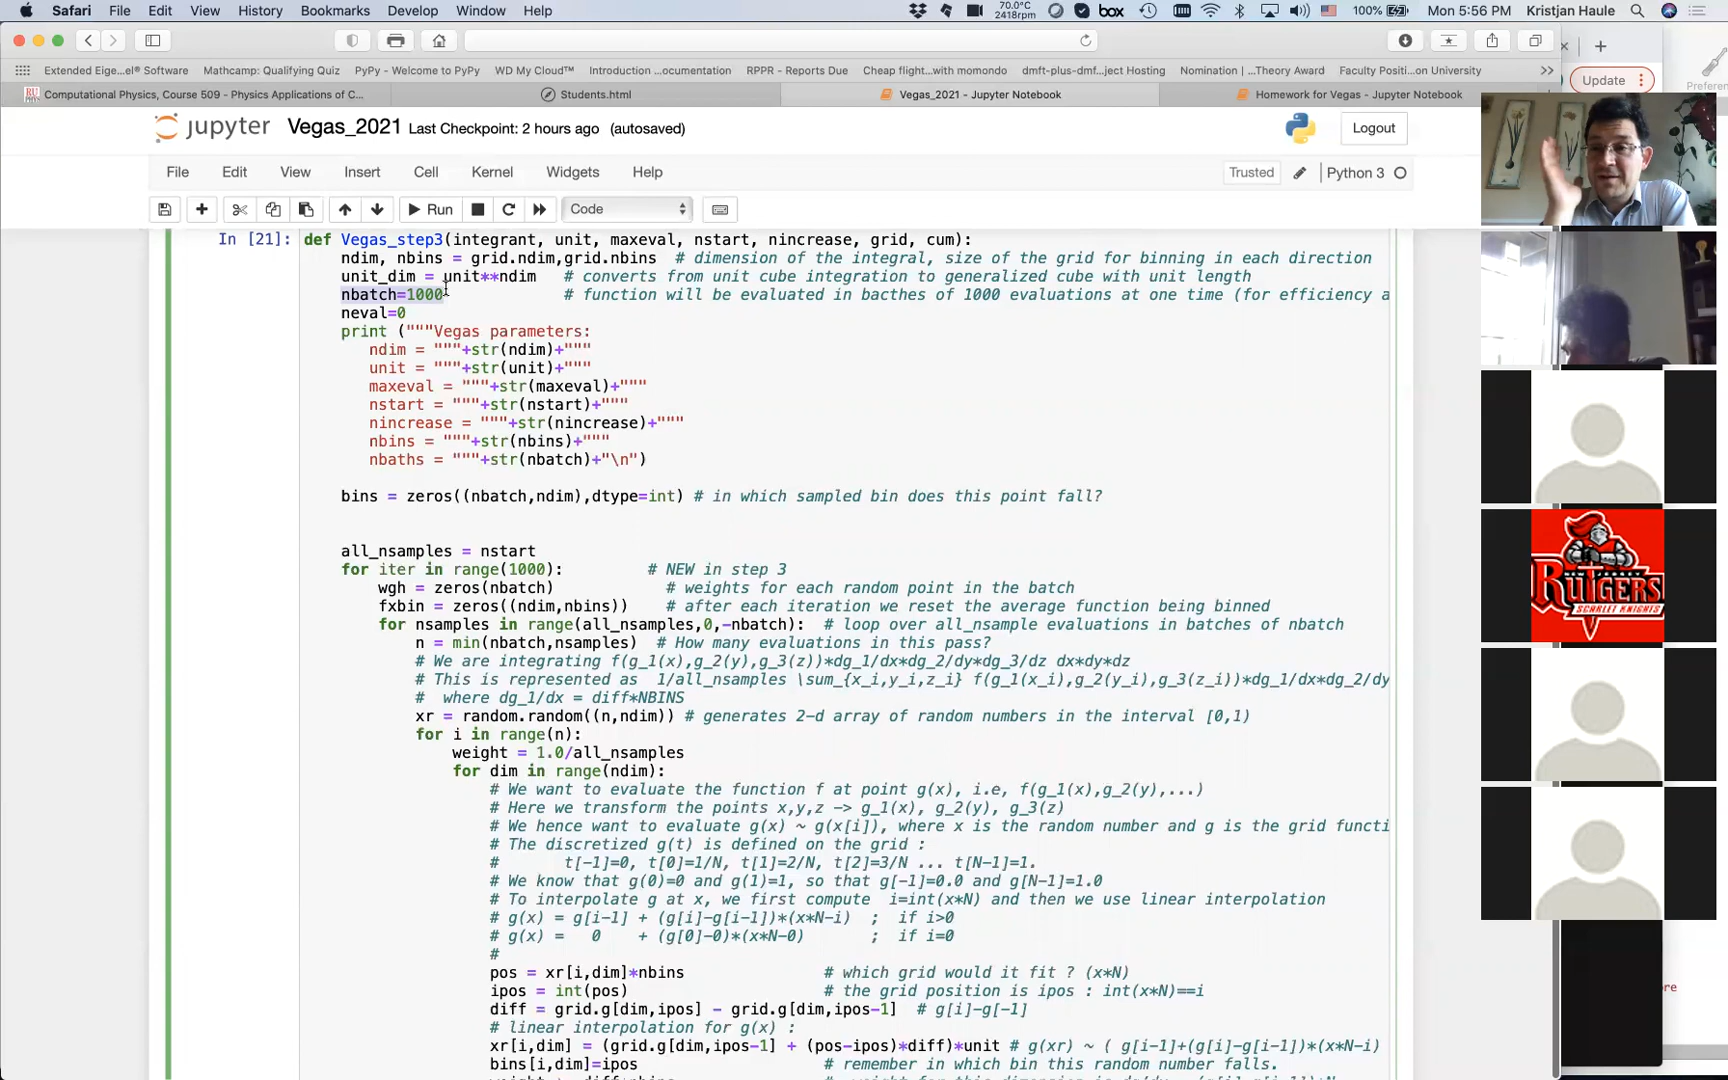 Safari File Edit View History Bookmarks Develop Window Help 70.0°C 2418rpm box 100% Mon 5:56 PM Kristjan Haule
Extended Eige...el® Software Mathcamp: Qualifying Quiz PyPy - Welcome to PyPy WD My Cloud™ Introduction ...ocumentation RPPR - Reports Due Cheap flight...with momondo dmft-plus-dmf...ject Hosting Nomination | ...Theory Award Faculty Positi...on University >> Update
Computational Physics, Course 509 - Physics Applications of C... Students.html Vegas_2021 - Jupyter Notebook Homework for Vegas - Jupyter Notebook Preferen
jupyter Vegas_2021 Last Checkpoint: 2 hours ago (autosaved) Logout
File Edit View Insert Cell Kernel Widgets Help Trusted Python 3
Run Code
In [21]: def Vegas_step3(integrant, unit, maxeval, nstart, nincrease, grid, cum):
ndim, nbins = grid.ndim,grid.nbins # dimension of the integral, size of the grid for binning in each direction
unit_dim = unit**ndim # converts from unit cube integration to generalized cube with unit length
nbatch=1000 # function will be evaluated in bacthes of 1000 evaluations at one time (for efficiency a
neval=0
print ("""Vegas parameters:
ndim = """+str(ndim)+"""
unit = """+str(unit)+"""
maxeval = """+str(maxeval)+"""
nstart = """+str(nstart)+"""
nincrease = """+str(nincrease)+"""
nbins = """+str(nbins)+"""
nbaths = """+str(nbatch)+"\n")
bins = zeros((nbatch,ndim),dtype=int) # in which sampled bin does this point fall?
all_nsamples = nstart
for iter in range(1000): # NEW in step 3
wgh = zeros(nbatch) # weights for each random point in the batch
fxbin = zeros((ndim,nbins)) # after each iteration we reset the average function being binned
for nsamples in range(all_nsamples,0,-nbatch): # loop over all_nsample evaluations in batches of nbatch
n = min(nbatch,nsamples) # How many evaluations in this pass?
# We are integrating f(g_1(x),g_2(y),g_3(z))*dg_1/dx*dg_2/dy*dg_3/dz dx*dy*dz
# This is represented as 1/all_nsamples \sum_{x_i,y_i,z_i} f(g_1(x_i),g_2(y_i),g_3(z_i))*dg_1/dx*dg_2/dy
# where dg_1/dx = diff*NBINS
xr = random.random((n,ndim)) # generates 2-d array of random numbers in the interval [0,1)
for i in range(n):
weight = 1.0/all_nsamples
for dim in range(ndim):
# We want to evaluate the function f at point g(x), i.e, f(g_1(x),g_2(y),...)
# Here we transform the points x,y,z -> g_1(x), g_2(y), g_3(z)
# We hence want to evaluate g(x) ~ g(x[i]), where x is the random number and g is the grid functi
# The discretized g(t) is defined on the grid :
# t[-1]=0, t[0]=1/N, t[1]=2/N, t[2]=3/N ... t[N-1]=1.
# We know that g(0)=0 and g(1)=1, so that g[-1]=0.0 and g[N-1]=1.0
# To interpolate g at x, we first compute i=int(x*N) and then we use linear interpolation
# g(x) = g[i-1] + (g[i]-g[i-1])*(x*N-i) ; if i>0
# g(x) = 0 + (g[0]-0)*(x*N-0) ; if i=0
#
pos = xr[i,dim]*nbins # which grid would it fit ? (x*N)
ipos = int(pos) # the grid position is ipos : int(x*N)==i
diff = grid.g[dim,ipos] - grid.g[dim,ipos-1] # g[i]-g[i-1]
# linear interpolation for g(x) :
xr[i,dim] = (grid.g[dim,ipos-1] + (pos-ipos)*diff)*unit # g(xr) ~ ( g[i-1]+(g[i]-g[i-1])*(x*N-i) )
bins[i,dim]=ipos # remember in which bin this random number falls.
RUTGERS
SCARLET KNIGHTS